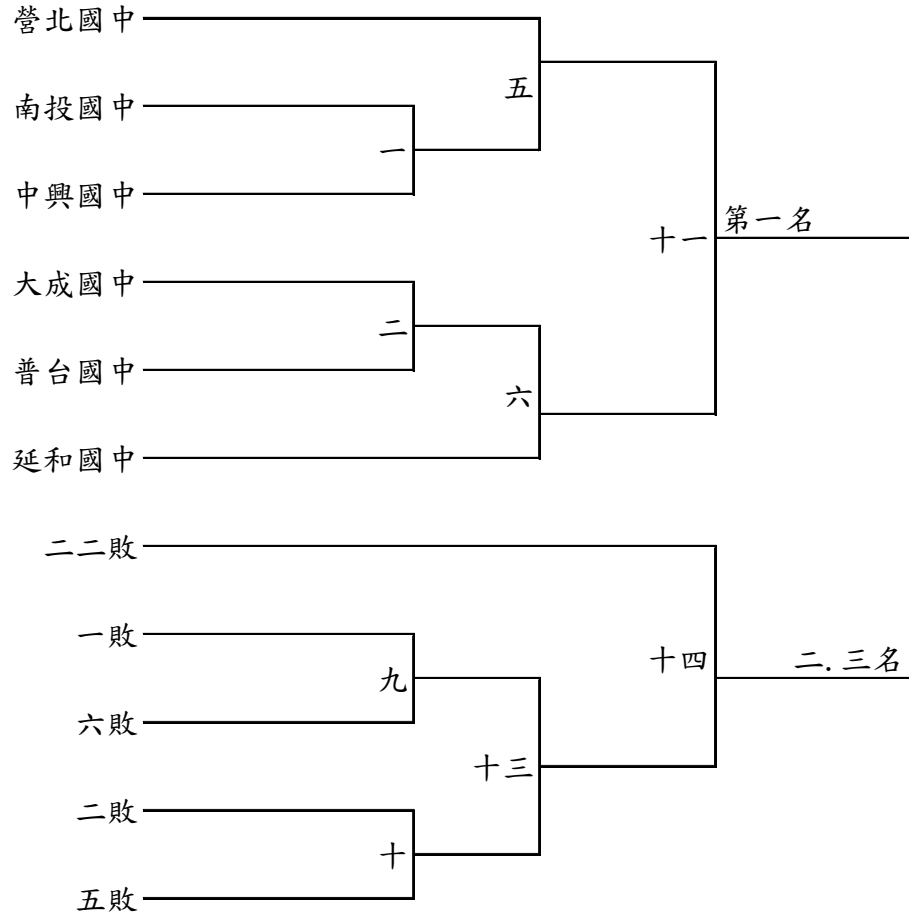 營北國中
五
南投國中
一
中興國中
第一名
十一
大成國中
二
普台國中
六
延和國中
二二敗
一敗
十四
二.三名
九
六敗
十三
二敗
十
五敗